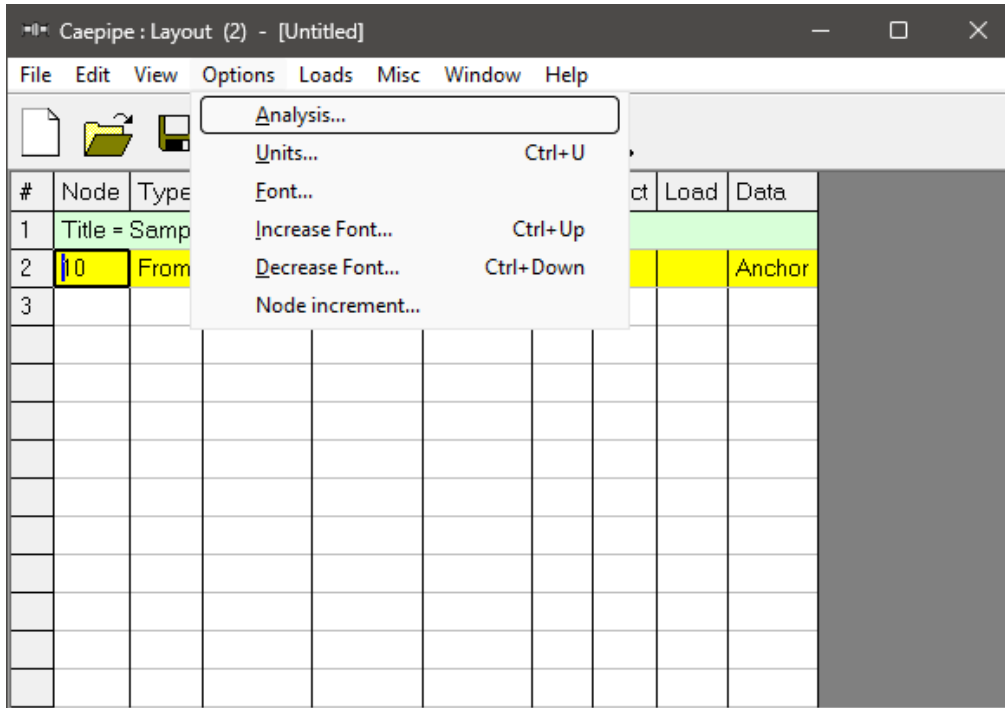 Caepipe : Layout (2) - [Untitled]
File Edit View Options Loads Misc Window Help
Analysis...
Units... Ctrl+U
Font...
Increase Font... Ctrl+Up
Decrease Font... Ctrl+Down
Node increment...
# Node Type ct Load Data
1 Title = Samp
2 10 From Anchor
3